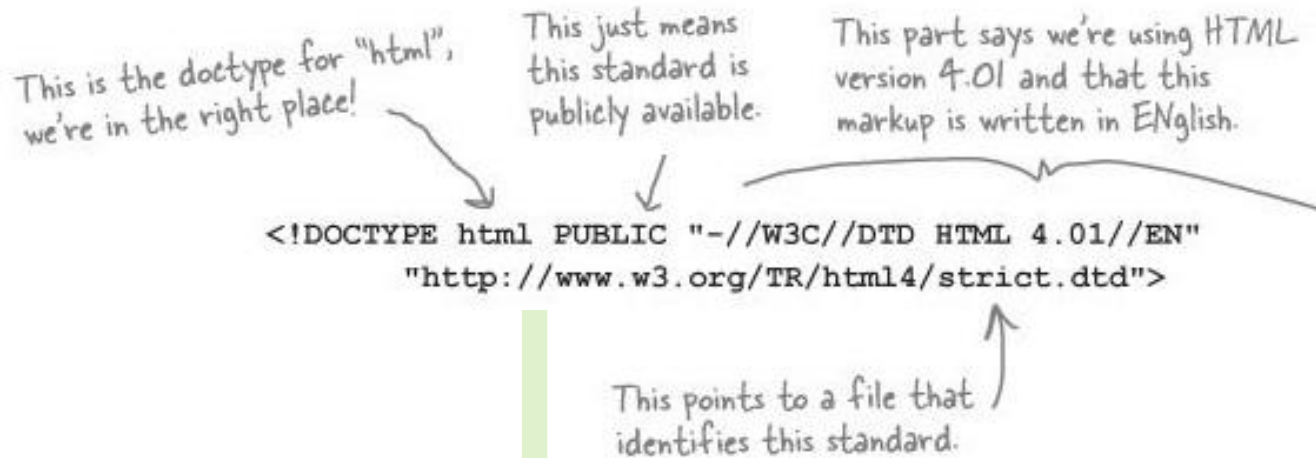 This is the doctype for "html",
we're in the right place!
This just means
this standard is
publicly available.
This part says we're using HTML
version 4.01 and that this
markup is written in ENglish.
<!DOCTYPE html PUBLIC "-//W3C//DTD HTML 4.01//EN"
"http://www.w3.org/TR/html4/strict.dtd">
This points to a file that
identifies this standard.